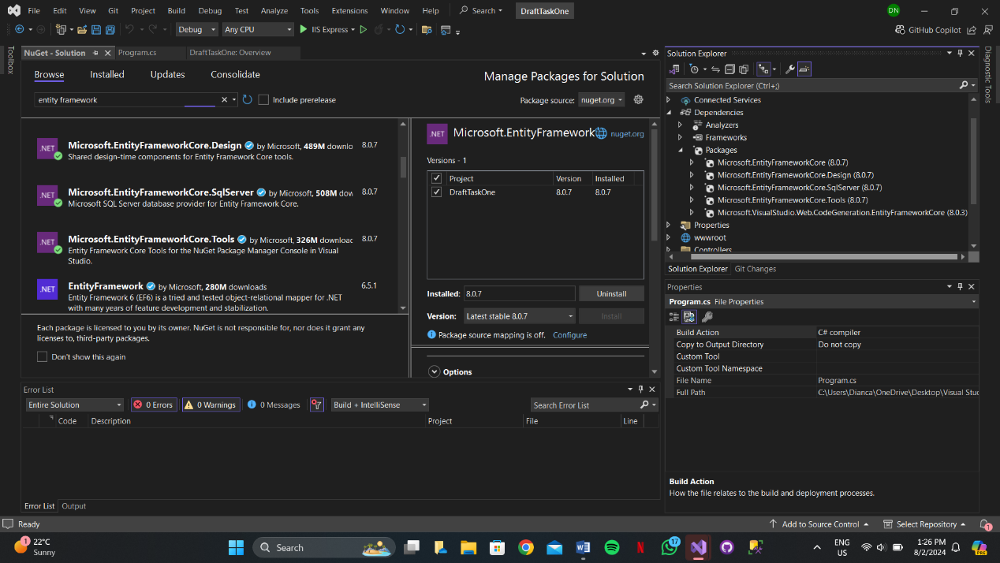 File Edit View Git Project Build Debug Test Analyze Tools Extensions Window Help Search DraftTaskOne DN
Debug Any CPU IIS Express GitHub Copilot
Toolbox
NuGet - Solution Program.cs DraftTaskOne: Overview
Browse Installed Updates Consolidate
Manage Packages for Solution
entity framework
Include prerelease
Package source: nuget.org
.NET
Microsoft.EntityFrameworkCore.Design by Microsoft, 489M downlo 8.0.7
Shared design-time components for Entity Framework Core tools.
.NET
Microsoft.EntityFrameworkCore.SqlServer by Microsoft, 508M dow 8.0.7
Microsoft SQL Server database provider for Entity Framework Core.
.NET
Microsoft.EntityFrameworkCore.Tools by Microsoft, 326M downloac 8.0.7
Entity Framework Core Tools for the NuGet Package Manager Console in Visual
Studio.
.NET
EntityFramework by Microsoft, 280M downloads 6.5.1
Entity Framework 6 (EF6) is a tried and tested object-relational mapper for .NET
with many years of feature development and stabilization.
Each package is licensed to you by its owner. NuGet is not responsible for, nor does it grant any
licenses to, third-party packages.
Don't show this again
.NET Microsoft.EntityFramework nuget.org
Versions - 1
Project Version Installed
DraftTaskOne 8.0.7 8.0.7
Installed: 8.0.7 Uninstall
Version: Latest stable 8.0.7 Install
Package source mapping is off. Configure
Options
Error List
Entire Solution 0 Errors 0 Warnings 0 Messages Build + IntelliSense Search Error List
Code Description Project File Line
Error List Output
Solution Explorer
Search Solution Explorer (Ctrl+;)
Connected Services
Dependencies
Analyzers
Frameworks
Packages
Microsoft.EntityFrameworkCore (8.0.7)
Microsoft.EntityFrameworkCore.Design (8.0.7)
Microsoft.EntityFrameworkCore.SqlServer (8.0.7)
Microsoft.EntityFrameworkCore.Tools (8.0.7)
Microsoft.VisualStudio.Web.CodeGeneration.EntityFrameworkCore (8.0.3)
Properties
wwwroot
Controllers
Solution Explorer Git Changes
Properties
Program.cs File Properties
Build Action C# compiler
Copy to Output Directory Do not copy
Custom Tool
Custom Tool Namespace
File Name Program.cs
Full Path C:\Users\Dianca\OneDrive\Desktop\Visual Stuc
Build Action
How the file relates to the build and deployment processes.
Diagnostic Tools
Ready Add to Source Control Select Repository 1
1 22°C
Sunny
Search
17
ENG
US
1:26 PM
8/2/2024
PRE